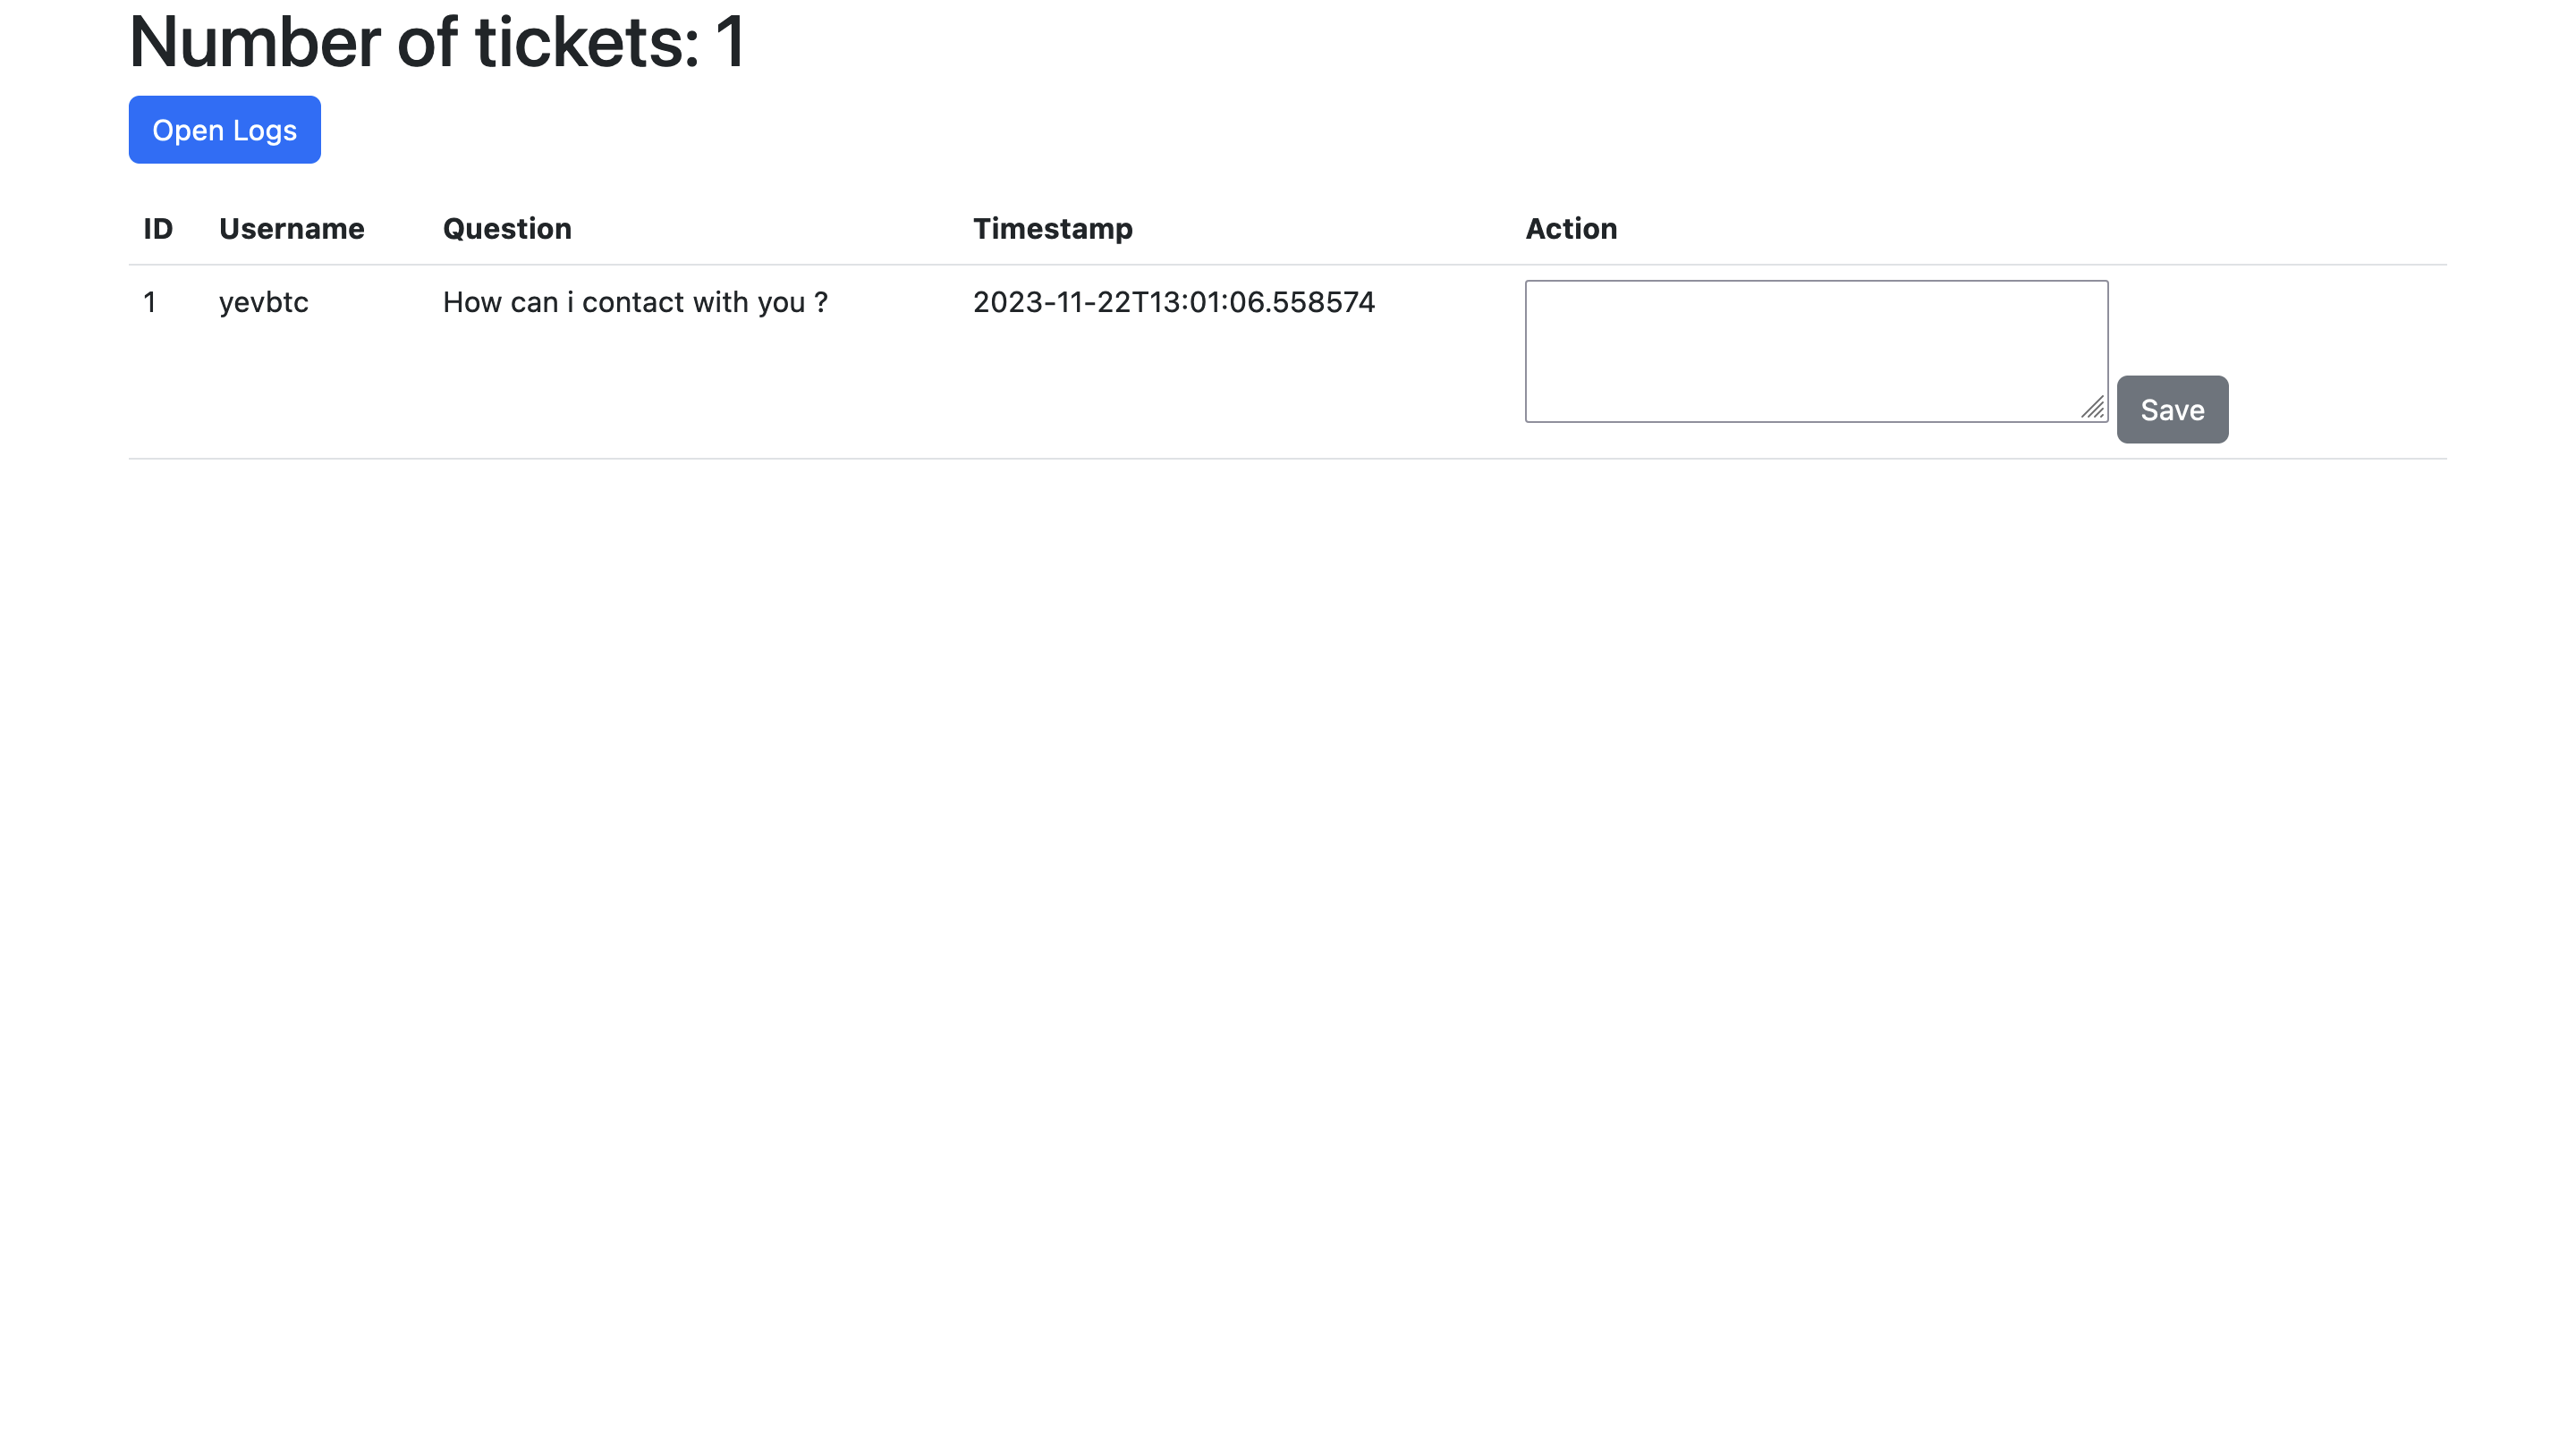 Number of tickets: 1
Open Logs
ID Username Question Timestamp Action
1 yevbtc How can i contact with you ? 2023-11-22T13:01:06.558574
Save